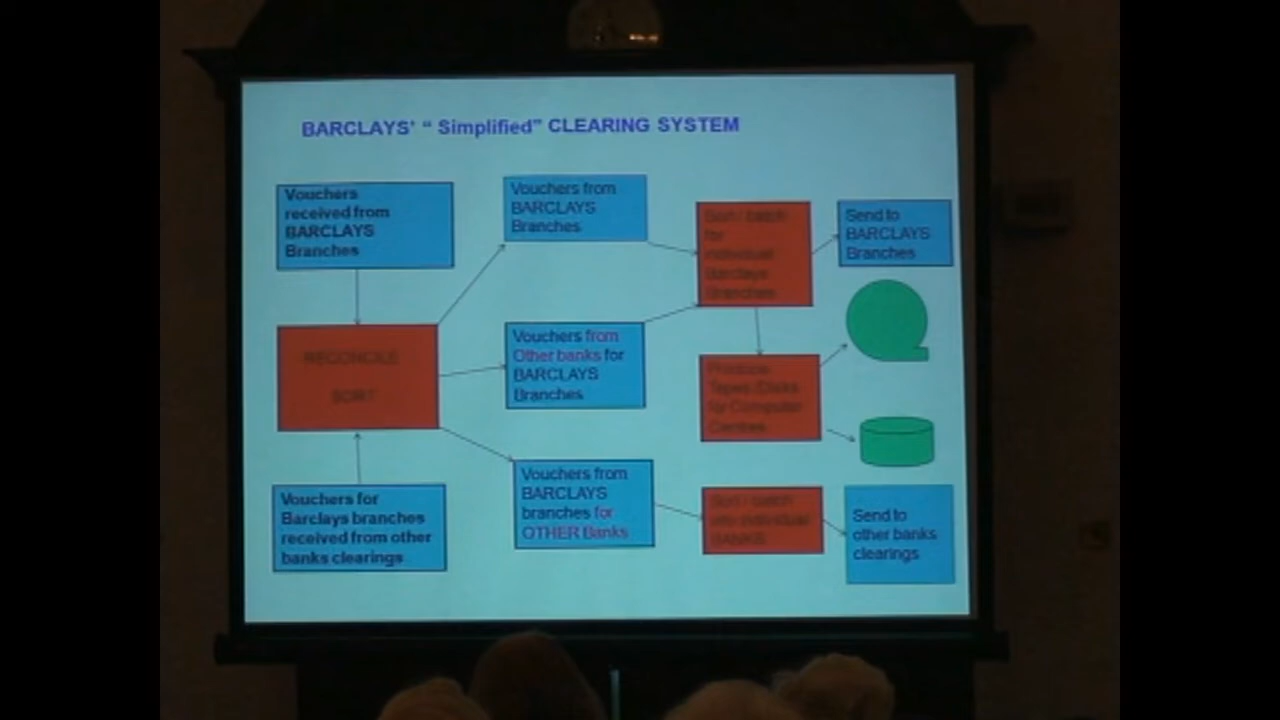 BARCLAYS' “ Simplified” CLEARING SYSTEM
Vouchers
received from
BARCLAYS
Branches
Vouchers from
BARCLAYS
Branches
Sort / batch
for
individual
Barclays
Branches
Send to
BARCLAYS
Branches
RECONCILE
SORT
Vouchers from
Other banks for
BARCLAYS
Branches
Produce
Tapes /Disks
for Computer
Centres
Vouchers for
Barclays branches
received from other
banks clearings
Vouchers from
BARCLAYS
branches for
OTHER Banks
Sort / batch
into individual
BANKS
Send to
other banks
clearings